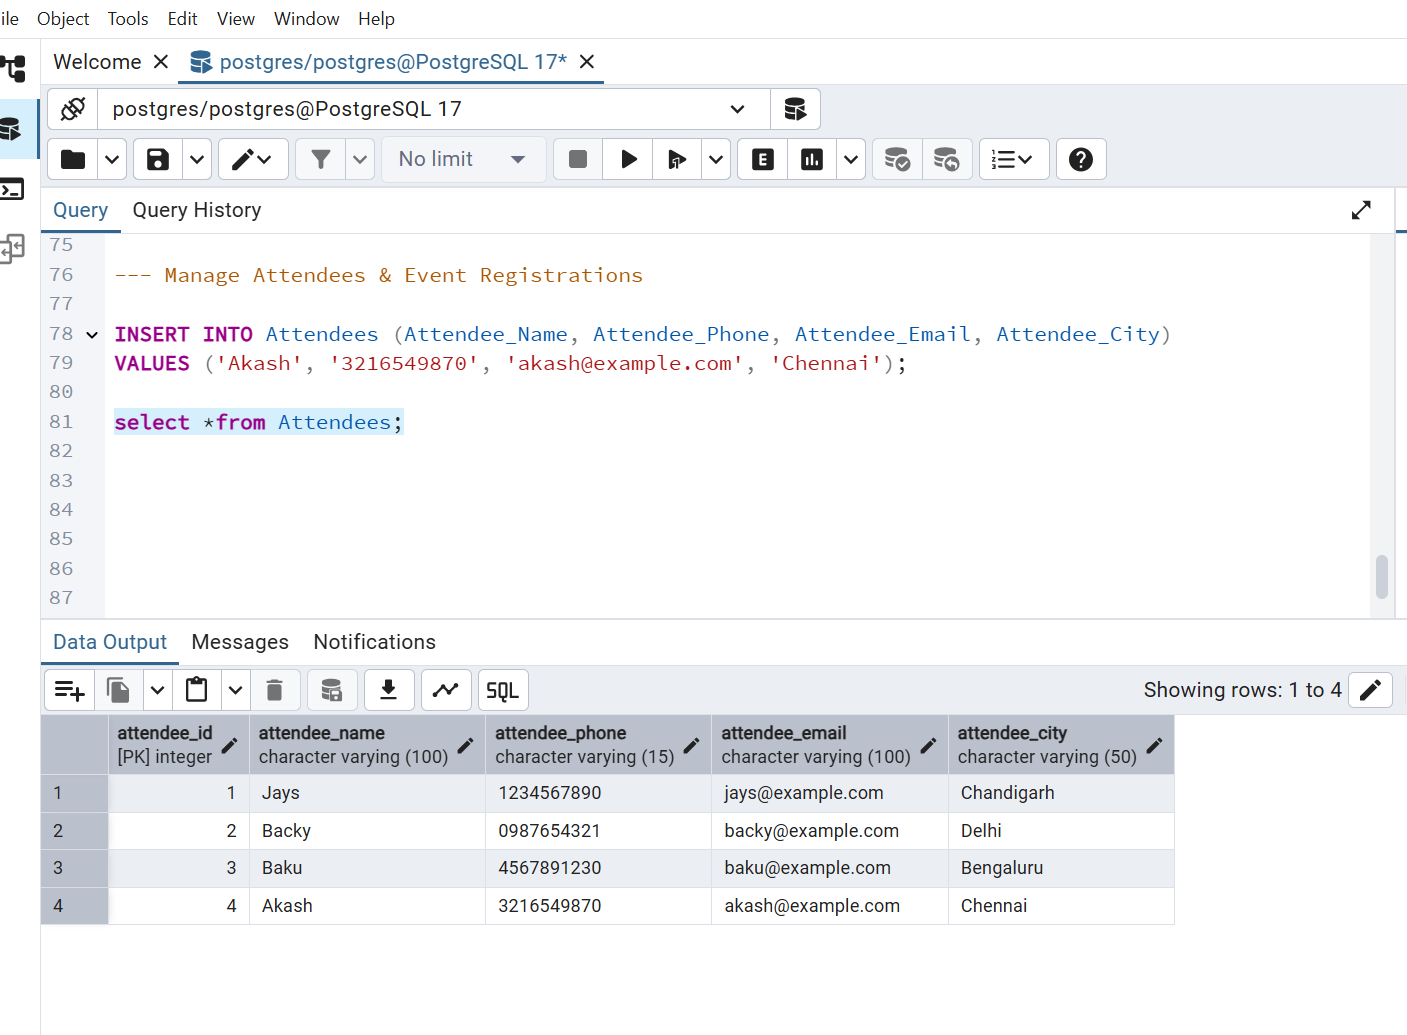 ile Object Tools Edit View Window Help
Welcome postgres/postgres@PostgreSQL 17*
postgres/postgres@PostgreSQL 17
No limit E
Query Query History
75
76 --- Manage Attendees & Event Registrations
77
78 INSERT INTO Attendees (Attendee_Name, Attendee_Phone, Attendee_Email, Attendee_City)
79 VALUES ('Akash', '3216549870', 'akash@example.com', 'Chennai');
80
81 select *from Attendees;
82
83
84
85
86
87
Data Output Messages Notifications
SQL Showing rows: 1 to 4
attendee_id attendee_name attendee_phone attendee_email attendee_city
[PK] integer character varying (100) character varying (15) character varying (100) character varying (50)
1 1 Jays 1234567890 jays@example.com Chandigarh
2 2 Backy 0987654321 backy@example.com Delhi
3 3 Baku 4567891230 baku@example.com Bengaluru
4 4 Akash 3216549870 akash@example.com Chennai